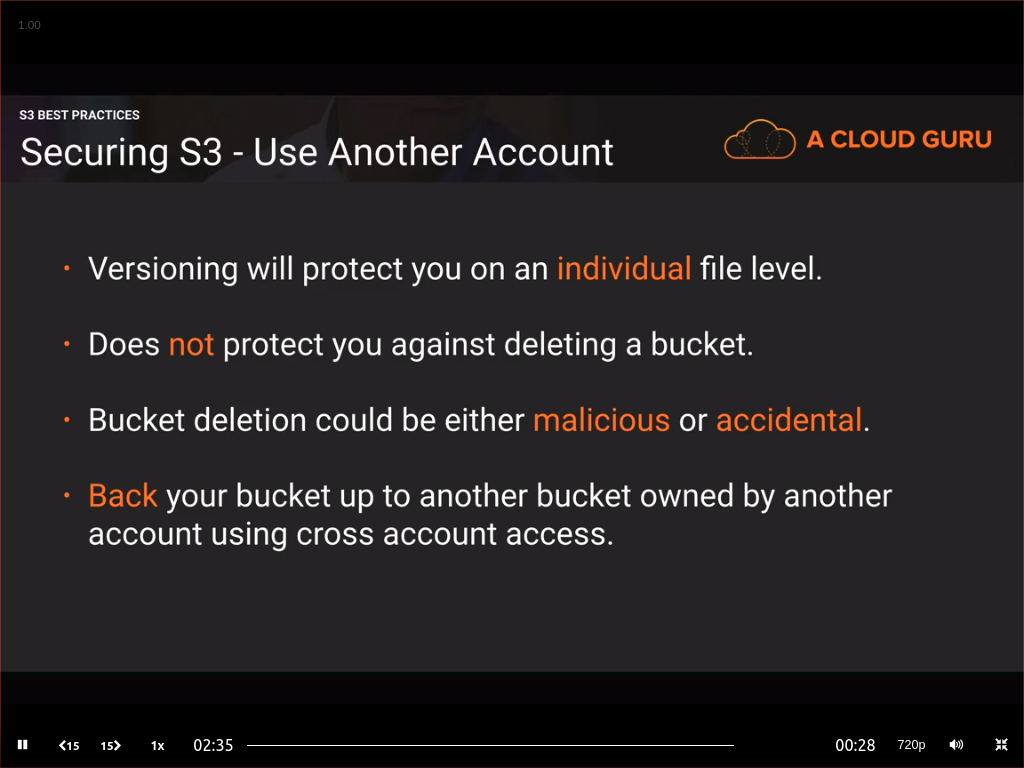 1.00
S3 BEST PRACTICES
Securing S3 - Use Another Account
A CLOUD GURU
• Versioning will protect you on an individual file level.
• Does not protect you against deleting a bucket.
• Bucket deletion could be either malicious or accidental.
• Back your bucket up to another bucket owned by another
account using cross account access.
15 15 1x 02:35 00:28 720p